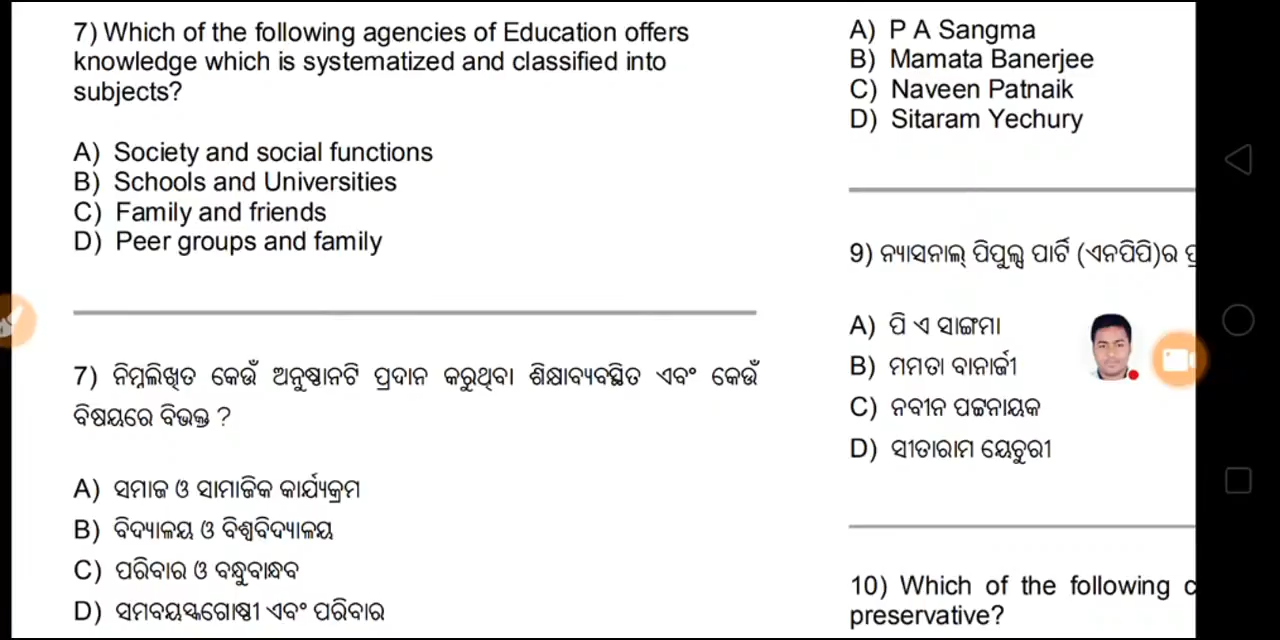 7) Which of the following agencies of Education offers
knowledge which is systematized and classified into
subjects?
A) Society and social functions
B) Schools and Universities
C) Family and friends
D) Peer groups and family
7) ନିମ୍ନଲିଖିତ କେଉଁ ଅନୁଷ୍ଠାନଟି ପ୍ରଦାନ କରୁଥିବା ଶିକ୍ଷାବ୍ୟବସ୍ଥିତ ଏବଂ କେଉଁ
ବିଷୟରେ ବିଭକ୍ତ ?
A) ସମାଜ ଓ ସାମାଜିକ କାର୍ଯ୍ୟକ୍ରମ
B) ବିଦ୍ୟାଳୟ ଓ ବିଶ୍ୱବିଦ୍ୟାଳୟ
C) ପରିବାର ଓ ବନ୍ଧୁବାନ୍ଧବ
D) ସମବୟସ୍କଗୋଷ୍ଠୀ ଏବଂ ପରିବାର
A) P A Sangma
B) Mamata Banerjee
C) Naveen Patnaik
D) Sitaram Yechury
9) ନ୍ୟାସନାଲ୍ ପିପୁଲ୍ସ ପାର୍ଟି (ଏନପିପି)ର
A) ପି ଏ ସାଙ୍ଗମା
B) ମମତା ବାନାର୍ଜୀ
C) ନବୀନ ପଟ୍ଟନାୟକ
D) ସୀତାରାମ ୟେଚୁରୀ
10) Which of the following
preservative?